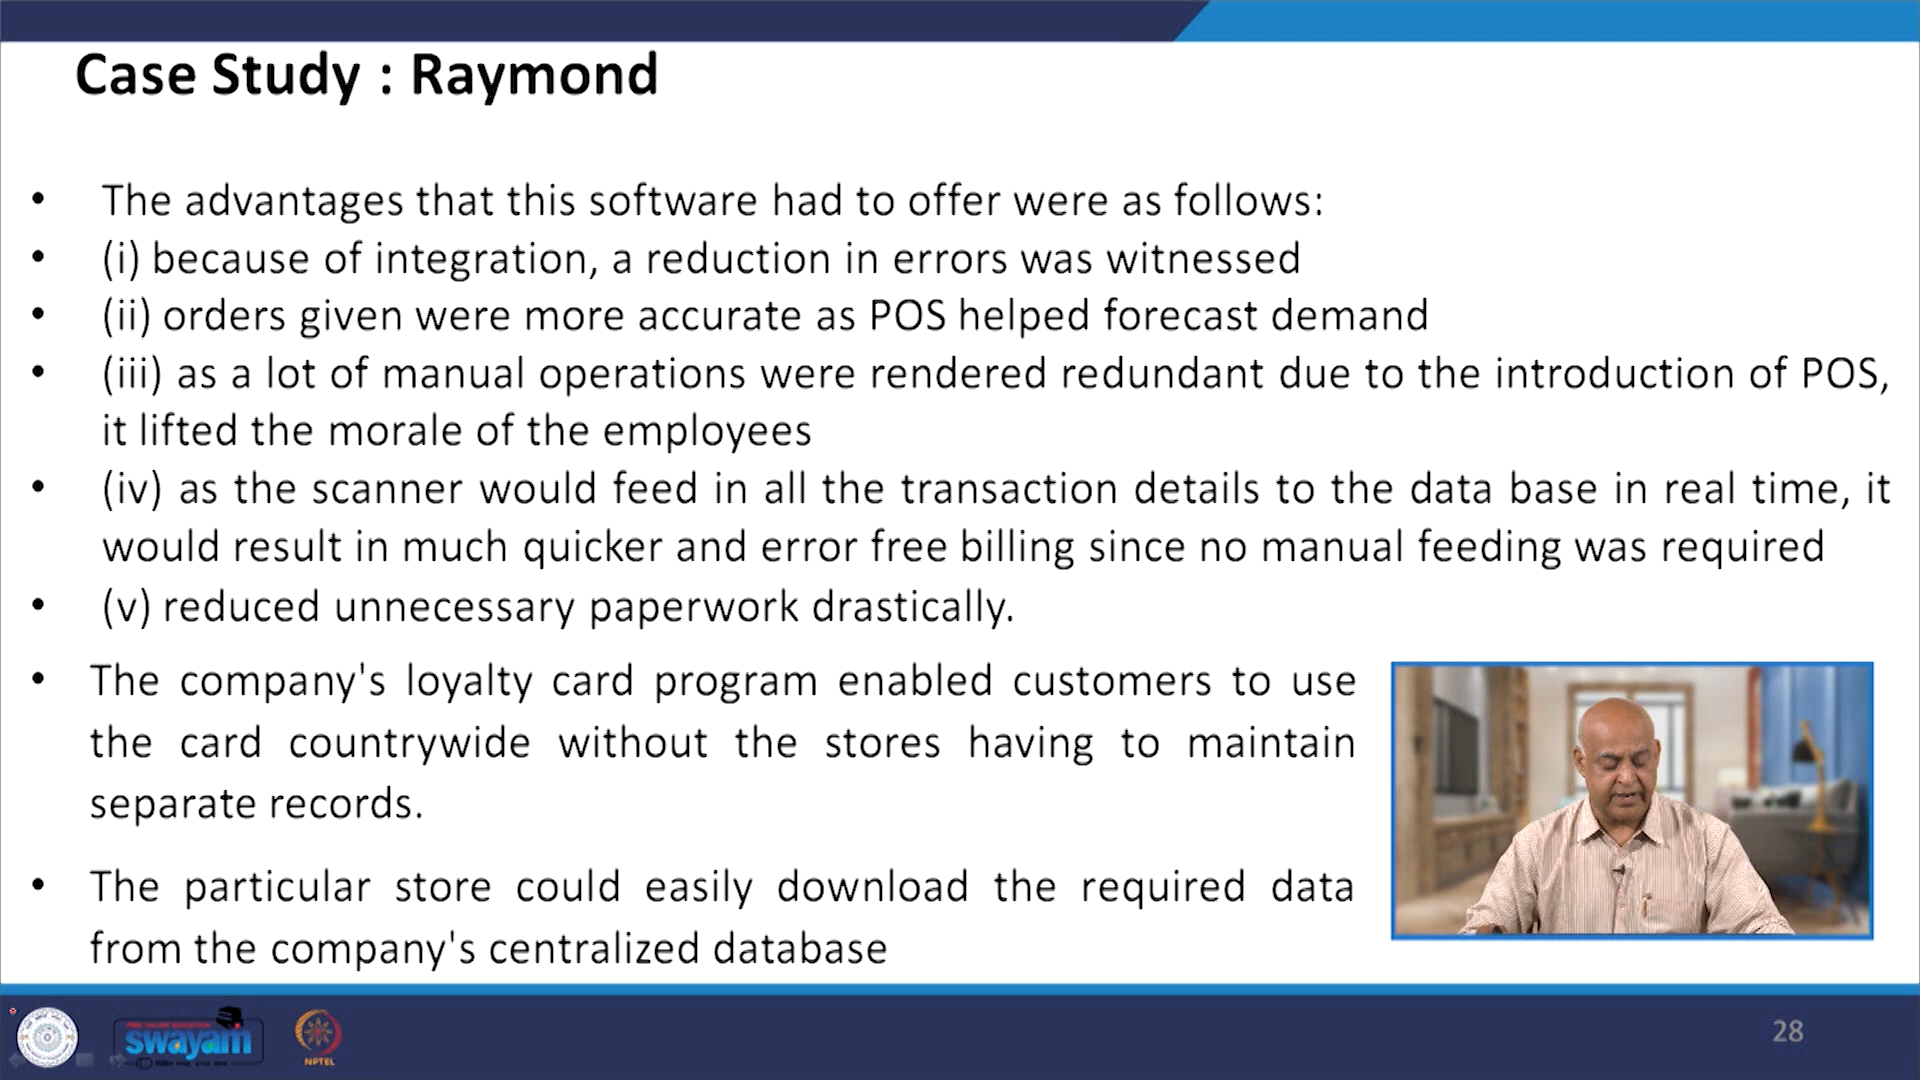 Case Study : Raymond
• The advantages that this software had to offer were as follows:
• (i) because of integration, a reduction in errors was witnessed
• (ii) orders given were more accurate as POS helped forecast demand
• (iii) as a lot of manual operations were rendered redundant due to the introduction of POS,
it lifted the morale of the employees
• (iv) as the scanner would feed in all the transaction details to the data base in real time, it
would result in much quicker and error free billing since no manual feeding was required
• (v) reduced unnecessary paperwork drastically.
• The company's loyalty card program enabled customers to use
the card countrywide without the stores having to maintain
separate records.
• The particular store could easily download the required data
from the company's centralized database
swayam
NPTEL
28